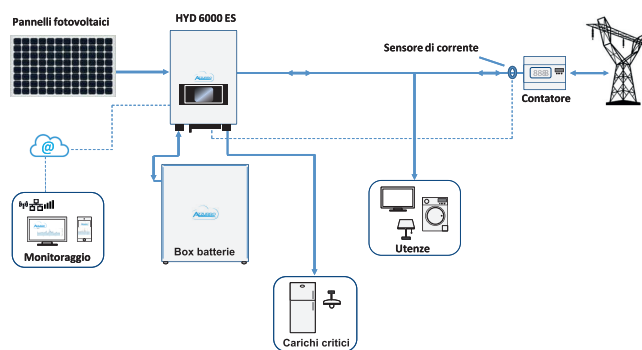 Pannelli fotovoltaici
HYD 6000 ES
Sensore di corrente
Contatore
@
Monitoraggio
Box batterie
Utenze
Carichi critici